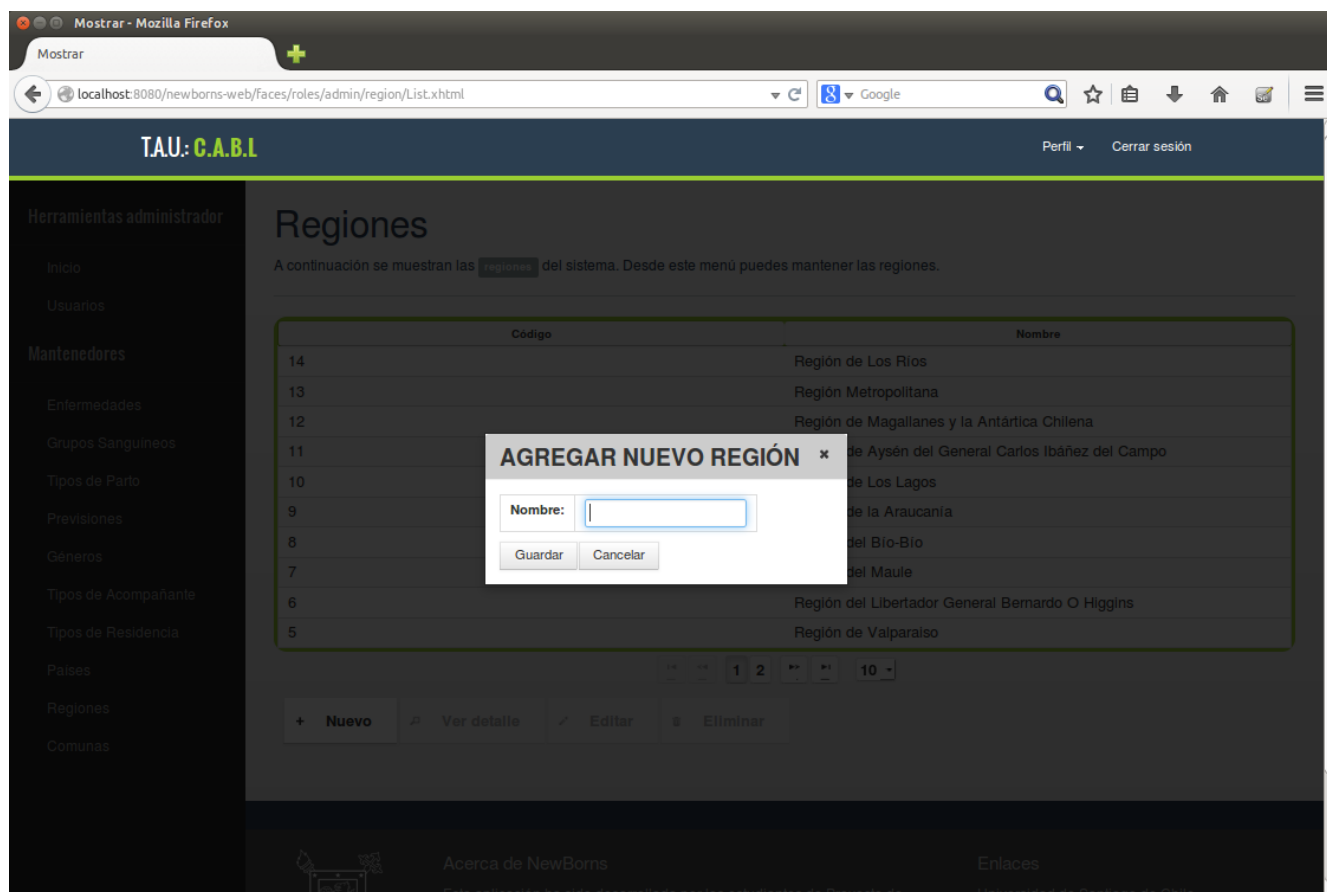 Mostrar - Mozilla Firefox
Mostrar
localhost:8080/newborns-web/faces/roles/admin/region/List.xhtml
Google
T.A.U.: C.A.B.L
Perfil
Cerrar sesión
Herramientas administrador
Inicio
Usuarios
Mantenedores
Enfermedades
Grupos Sanguineos
Tipos de Parto
Previsiones
Géneros
Tipos de Acompañante
Tipos de Residencia
Paises
Regiones
Comunas
Regiones
A continuación se muestran las regiones del sistema. Desde este menú puedes mantener las regiones.
Código Nombre
14 Región de Los Rios
13 Región Metropolitana
12 Región de Magallanes y la Antártica Chilena
11 de Aysén del General Carlos Ibáñez del Campo
10 de Los Lagos
9 de la Araucanía
8 del Bio-Bio
7 del Maule
6 Región del Libertador General Bernardo O Higgins
5 Región de Valparaiso
AGREGAR NUEVO REGIÓN
Nombre:
Guardar Cancelar
1 2 10
+ Nuevo Ver detalle Editar Eliminar
Acerca de NewBorns
Enlaces